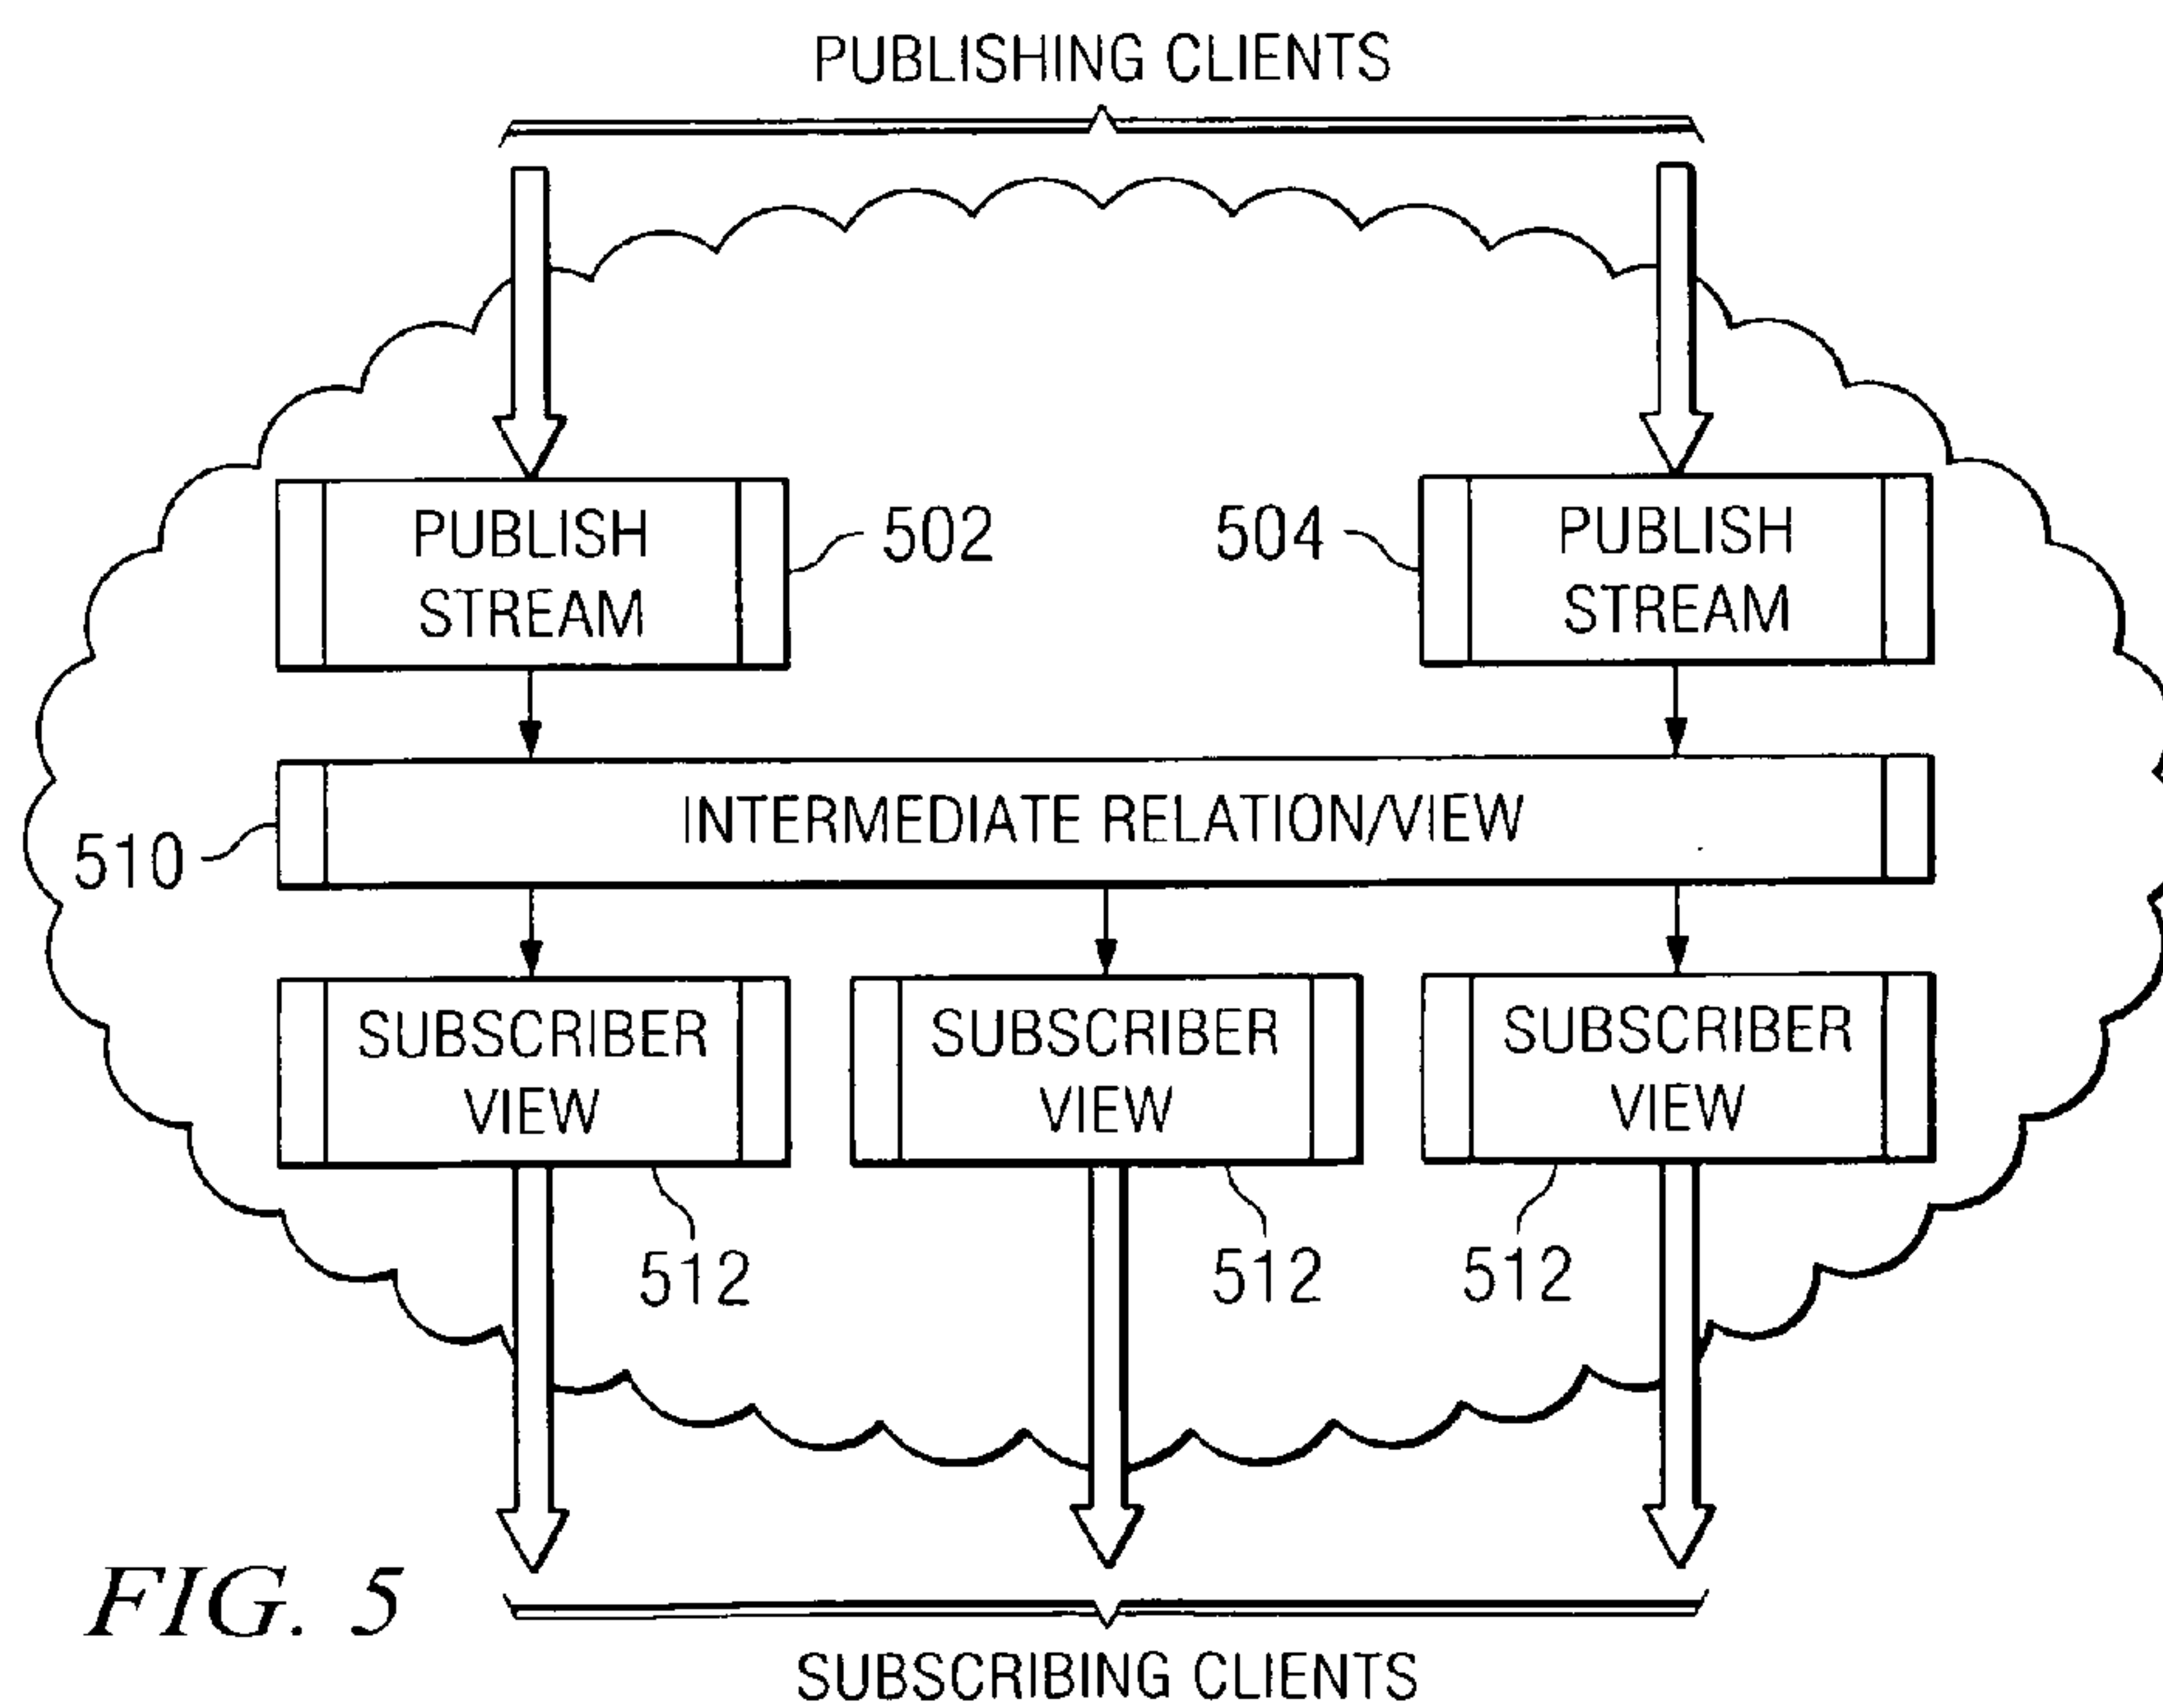 PUBLISHING CLIENTS
PUBLISH
STREAM
502
504
PUBLISH
STREAM
INTERMEDIATE RELATION/VIEW
510
SUBSCRIBER
VIEW
SUBSCRIBER
VIEW
SUBSCRIBER
VIEW
512
512
512
FIG. 5
SUBSCRIBING CLIENTS